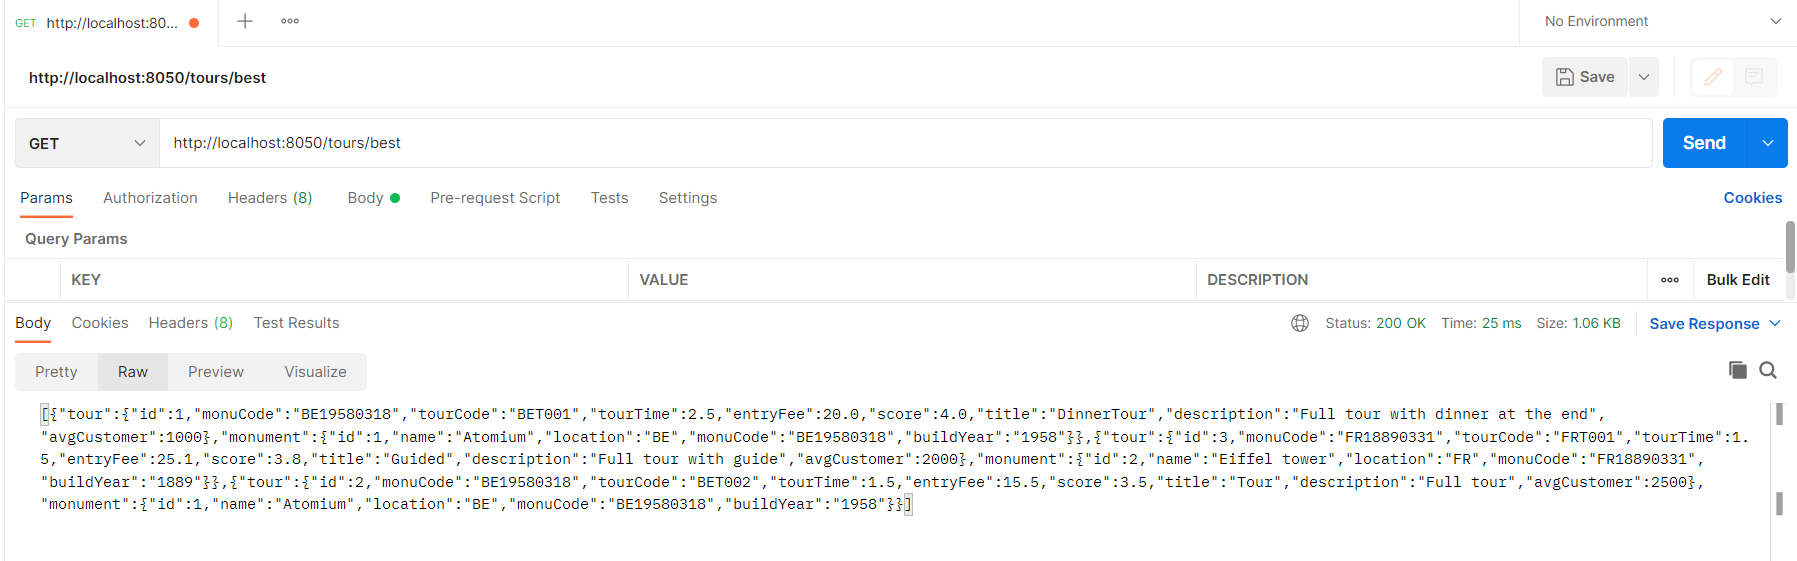 GET http://localhost:80...
No Environment
http://localhost:8050/tours/best
Save
GET http://localhost:8050/tours/best Send
Params Authorization Headers (8) Body Pre-request Script Tests Settings Cookies
Query Params
KEY VALUE DESCRIPTION Bulk Edit
Body Cookies Headers (8) Test Results Status: 200 OK Time: 25 ms Size: 1.06 KB Save Response
Pretty Raw Preview Visualize
[{"tour":{"id":1,"monuCode":"BE19580318","tourCode":"BET001","tourTime":2.5,"entryFee":20.0,"score":4.0,"title":"DinnerTour","description":"Full tour with dinner at the end",
"avgCustomer":1000},"monument":{"id":1,"name":"Atomium","location":"BE","monuCode":"BE19580318","buildYear":"1958"}},{"tour":{"id":3,"monuCode":"FR18890331","tourCode":"FRT001","tourTime":1.
5,"entryFee":25.1,"score":3.8,"title":"Guided","description":"Full tour with guide","avgCustomer":2000},"monument":{"id":2,"name":"Eiffel tower","location":"FR","monuCode":"FR18890331",
"buildYear":"1889"}},{"tour":{"id":2,"monuCode":"BE19580318","tourCode":"BET002","tourTime":1.5,"entryFee":15.5,"score":3.5,"title":"Tour","description":"Full tour","avgCustomer":2500},
"monument":{"id":1,"name":"Atomium","location":"BE","monuCode":"BE19580318","buildYear":"1958"}}]